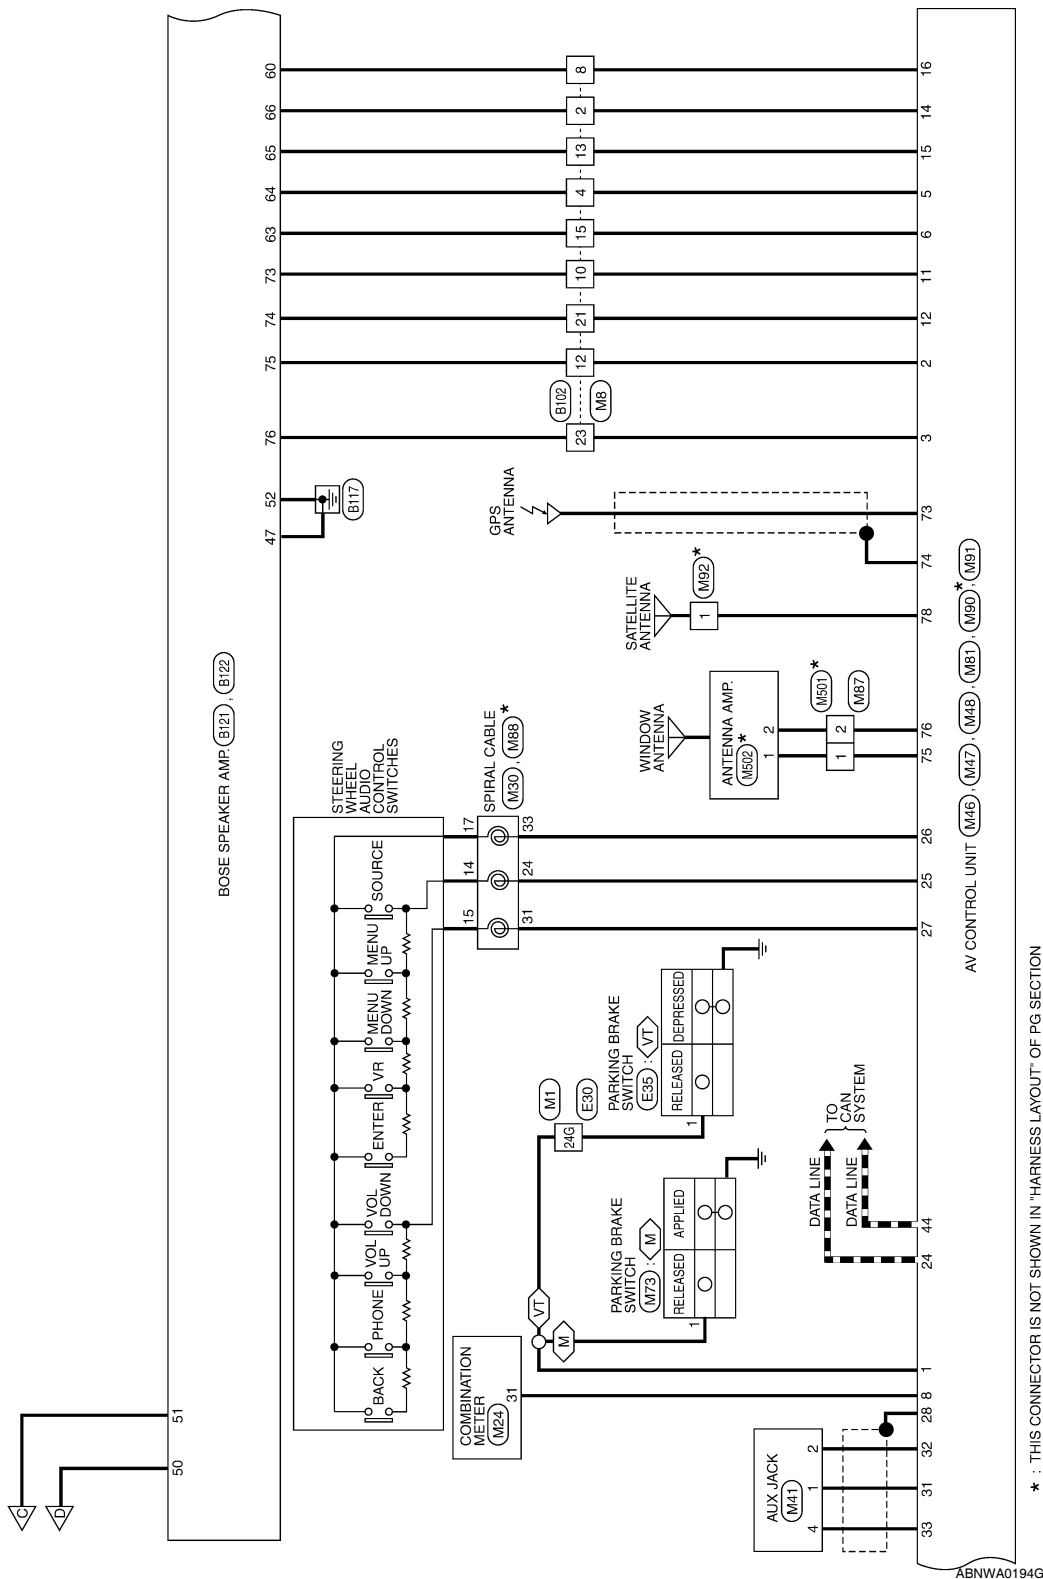 BOSE SPEAKER AMP. B121 , B122
C
D
51
50
47
52
76
75
74
73
63
64
65
66
60
B117
STEERING
WHEEL
AUDIO
CONTROL
SWITCHES
BACK
PHONE
VOL
UP
VOL
DOWN
ENTER
VR
MENU
DOWN
MENU
UP
SOURCE
15
14
17
SPIRAL CABLE
M30 , M88 *
31
24
33
GPS
ANTENNA
B102
M8
23
12
21
10
15
4
13
2
8
COMBINATION
METER
M24
31
VT
M
M1
E30
24G
PARKING BRAKE
SWITCH
M73 : M
RELEASED
APPLIED
1
PARKING BRAKE
SWITCH
E35 : VT
RELEASED
DEPRESSED
1
WINDOW
ANTENNA
ANTENNA AMP.
M502 *
1
2
M501 *
M87
1
2
SATELLITE
ANTENNA
1
M92 *
AUX JACK
M41
4
1
2
DATA LINE
DATA LINE
TO
CAN
SYSTEM
33
31
32
28
8
1
24
44
27
25
26
75
76
78
74
73
3
2
12
11
6
5
15
14
16
AV CONTROL UNIT M46 , M47 , M48 , M81 , M90 * , M91
* : THIS CONNECTOR IS NOT SHOWN IN "HARNESS LAYOUT" OF PG SECTION
ABNWA0194G